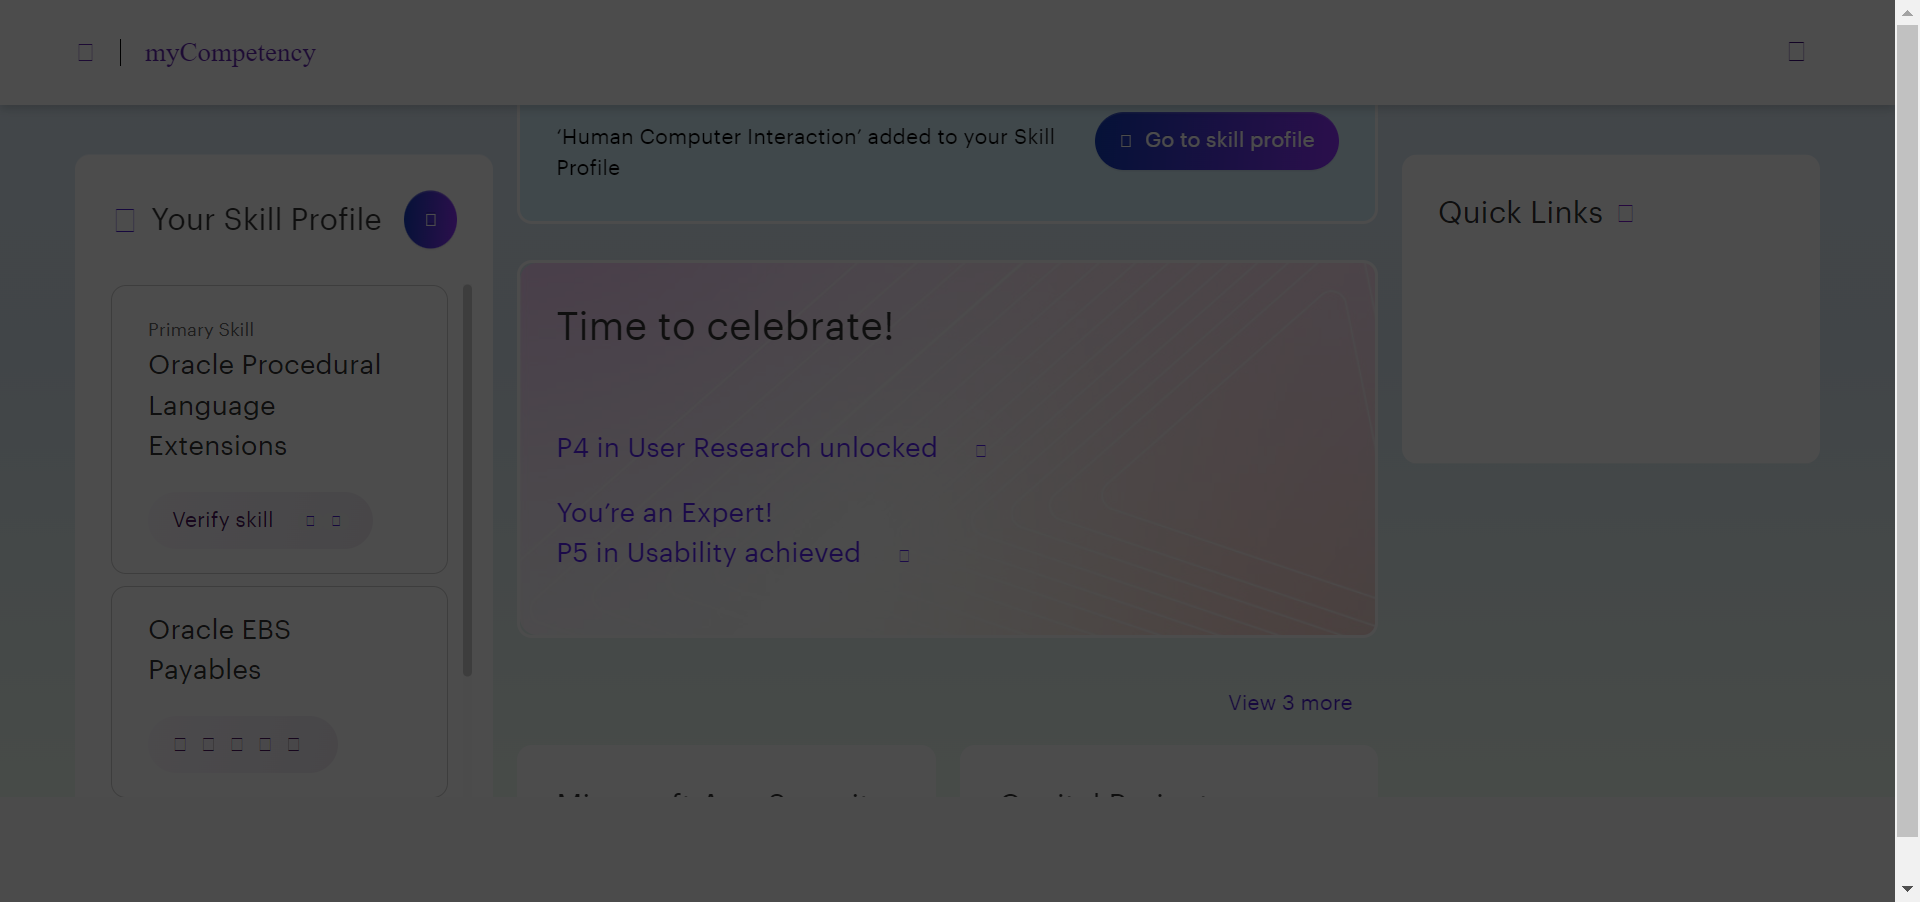 myCompetency
Your Skill Profile
Primary Skill
Oracle Procedural
Language
Extensions
Verify skill
Oracle EBS
Payables
‘Human Computer Interaction’ added to your Skill
Profile
Go to skill profile
Time to celebrate!
P4 in User Research unlocked
You’re an Expert!
P5 in Usability achieved
View 3 more
Quick Links